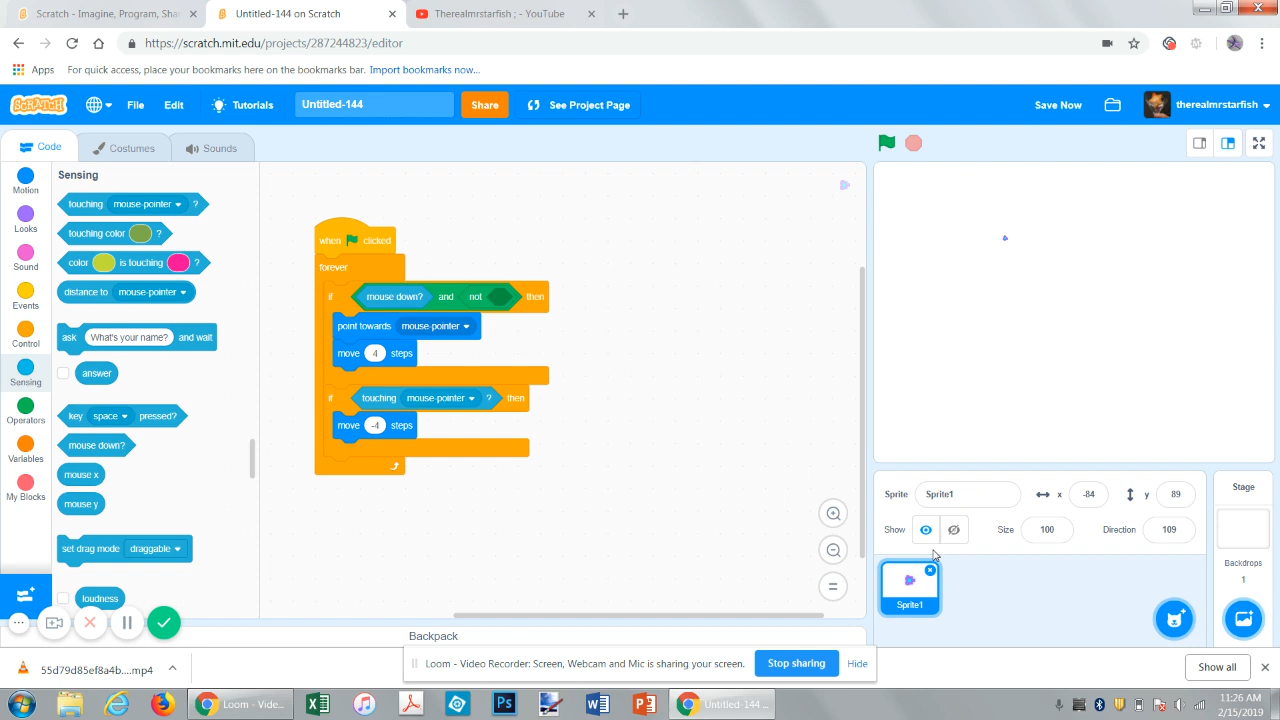 Scratch - Imagine, Program, Shar
Untitled-144 on Scratch
Therealmrstarfish ; - YouTube
https://scratch.mit.edu/projects/287244823/editor
Apps For quick access, place your bookmarks here on the bookmarks bar. Import bookmarks now...
SCRATCH File Edit Tutorials Untitled-144 Share See Project Page Save Now therealmrstarfish
Code Costumes Sounds
Motion
Looks
Sound
Events
Control
Sensing
Operators
Variables
My Blocks
Sensing
touching mouse-pointer ?
touching color ?
color is touching ?
distance to mouse-pointer
ask What's your name? and wait
answer
key space pressed?
mouse down?
mouse x
mouse y
set drag mode draggable
loudness
when clicked
forever
if mouse down? and not then
point towards mouse-pointer
move 4 steps
if touching mouse-pointer ? then
move -4 steps
Sprite Sprite1 x -84 y 89
Show Size 100 Direction 109
Sprite1
Stage
Backdrops
1
Backpack
55d79d85ef8a4b....mp4
Loom - Video Recorder: Screen, Webcam and Mic is sharing your screen. Stop sharing Hide
Show all
Loom - Vide...
Untitled-144 ...
11:26 AM
2/15/2019